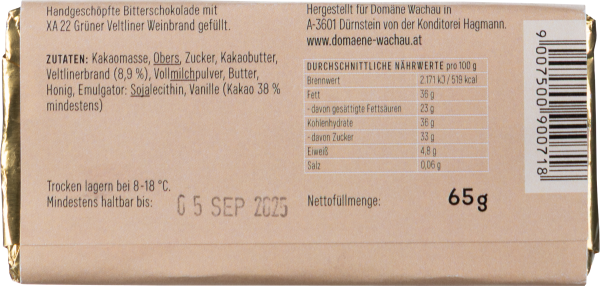 Handgeschöpfte Bitterschokolade mit
XA 22 Grüner Veltliner Weinbrand gefüllt.
ZUTATEN: Kakaomasse, Obers, Zucker, Kakaobutter,
Veltlinerbrand (8,9 %), Vollmilchpulver, Butter,
Honig, Emulgator: Sojalecithin, Vanille (Kakao 38 %
mindestens)
Trocken lagern bei 8-18 °C.
Mindestens haltbar bis: 05 SEP 2025
Hergestellt für Domäne Wachau in
A-3601 Dürnstein von der Konditorei Hagmann.
www.domaene-wachau.at
DURCHSCHNITTLICHE NÄHRWERTE pro 100 g
Brennwert 2.171 kJ / 519 kcal
Fett 36 g
- davon gesättigte Fettsäuren 23 g
Kohlenhydrate 36 g
- davon Zucker 33 g
Eiweiß 4,8 g
Salz 0,06 g
Nettofüllmenge: 65g
9007500900718